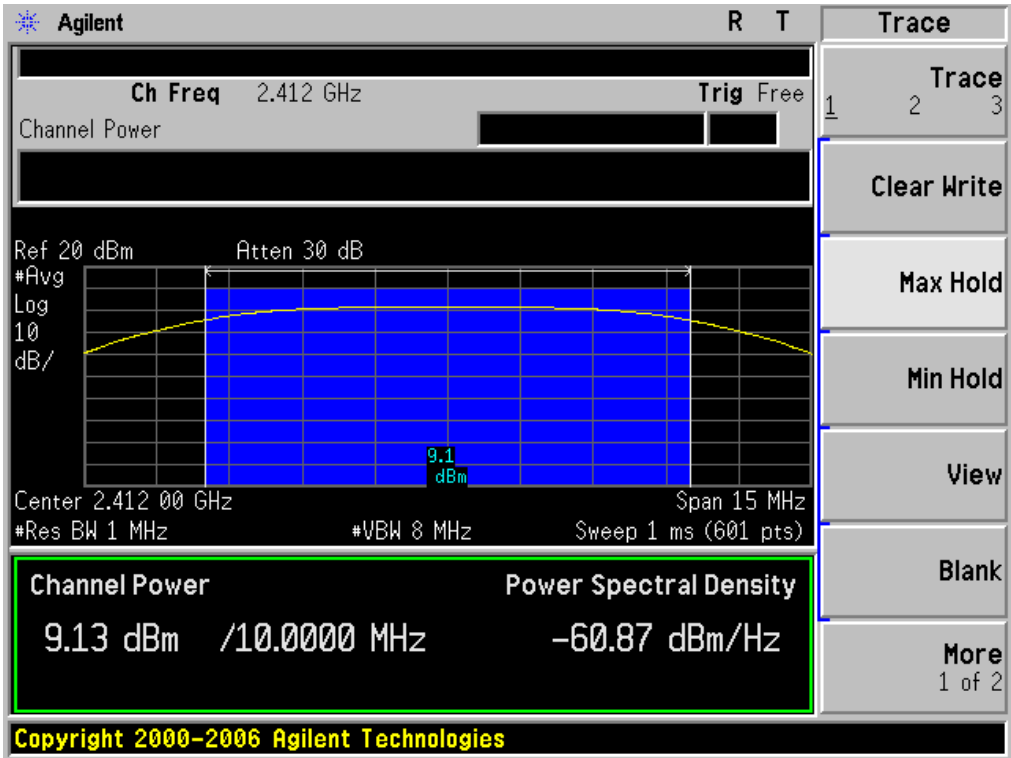 Agilent R T Trace
Ch Freq 2.412 GHz Trig Free
Channel Power
Trace
1 2 3
Clear Write
Max Hold
Min Hold
View
Blank
More
1 of 2
Ref 20 dBm Atten 30 dB
#Avg
Log
10
dB/
9.1
dBm
Center 2.412 00 GHz Span 15 MHz
#Res BW 1 MHz #VBW 8 MHz Sweep 1 ms (601 pts)
Channel Power Power Spectral Density
9.13 dBm /10.0000 MHz -60.87 dBm/Hz
Copyright 2000-2006 Agilent Technologies